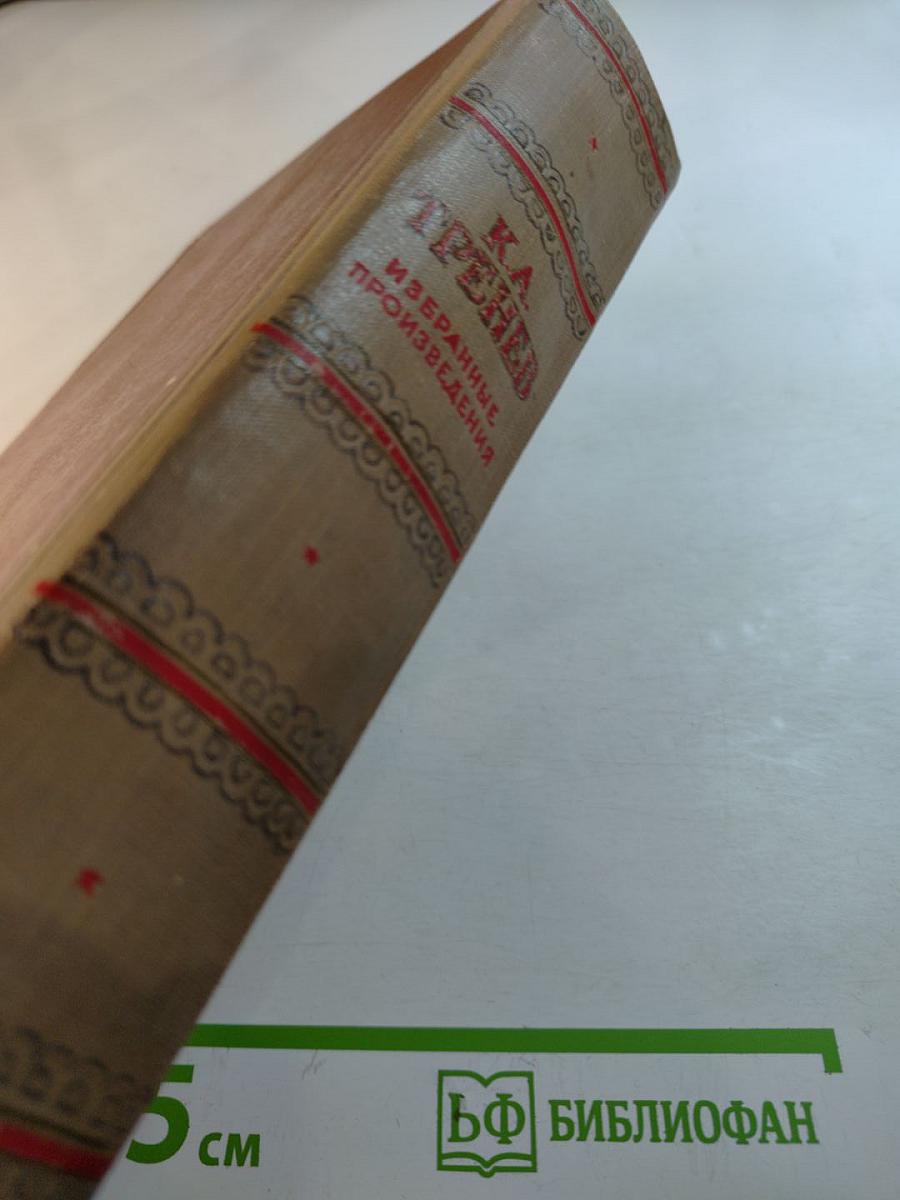 К. А.
ТРЕНЕВ
ИЗБРАННЫЕ
ПРОИЗВЕДЕНИЯ
5 см
БФ БИБЛИОФАН